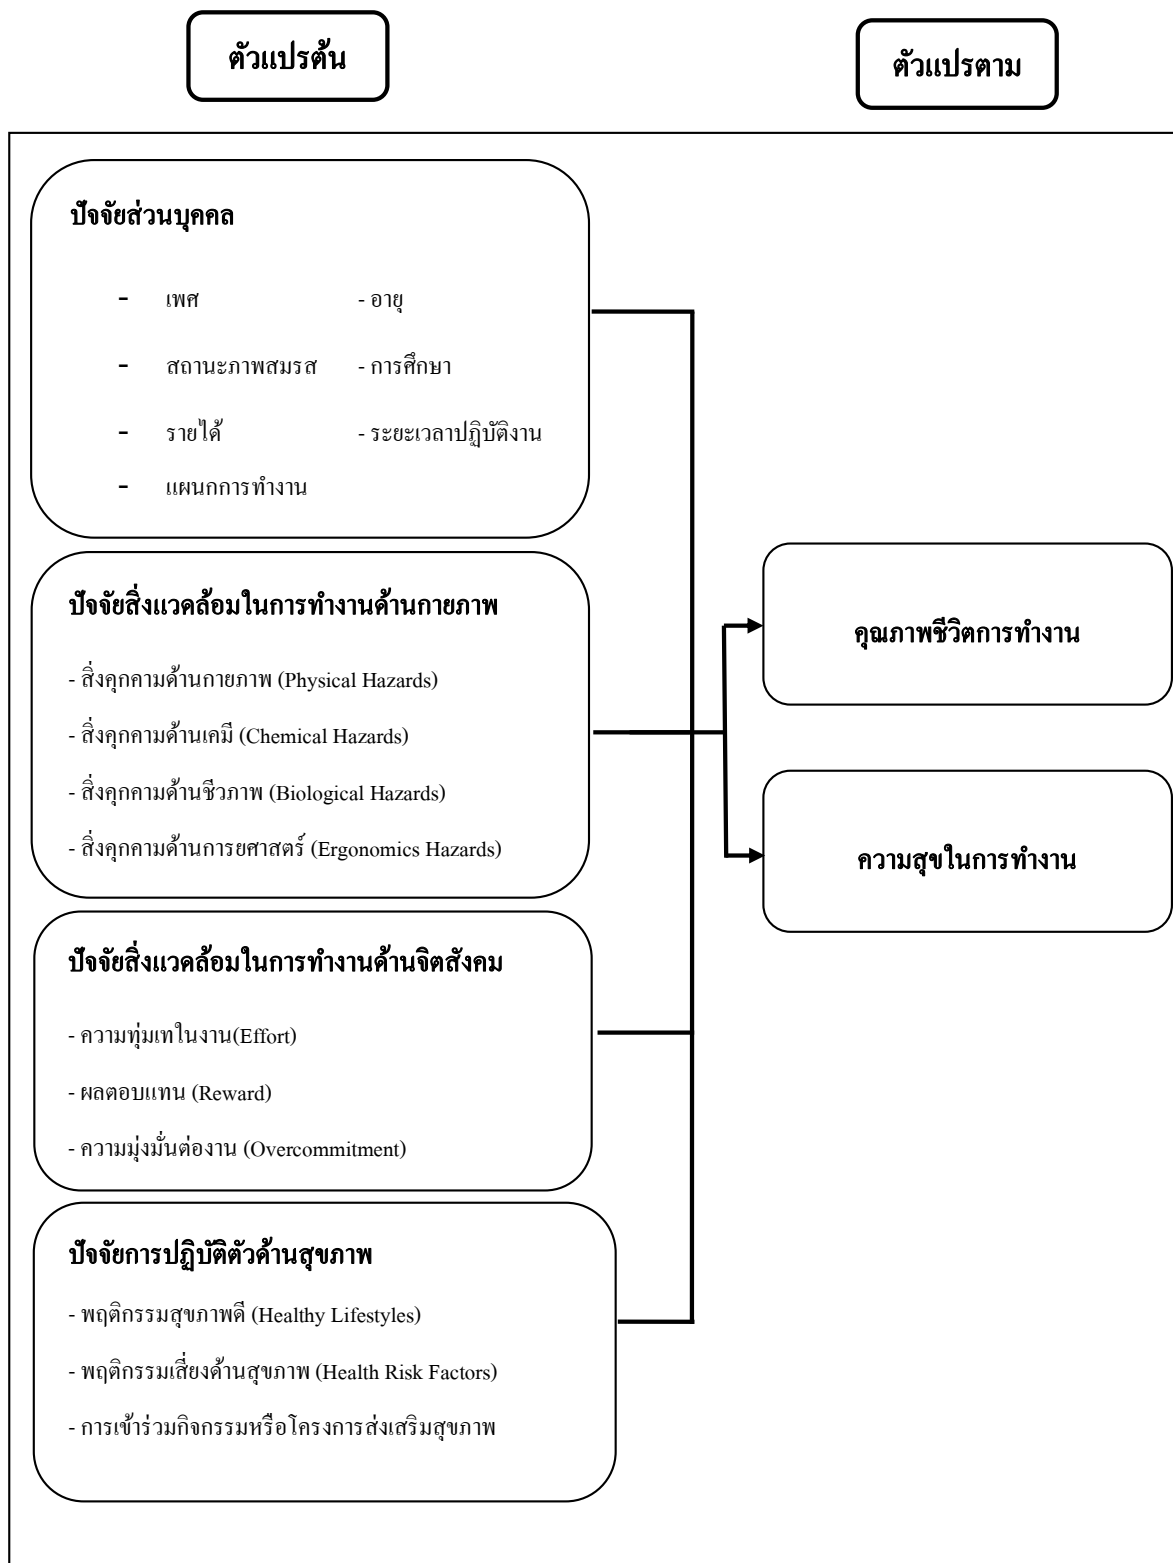 ตัวแปรต้น
ตัวแปรตาม
ปัจจัยส่วนบุคคล
- เพศ - อายุ
- สถานะภาพสมรส - การศึกษา
- รายได้ - ระยะเวลาปฏิบัติงาน
- แผนกการทำงาน
ปัจจัยสิ่งแวดล้อมในการทำงานด้านกายภาพ
- สิ่งคุกคามด้านกายภาพ (Physical Hazards)
- สิ่งคุกคามด้านเคมี (Chemical Hazards)
- สิ่งคุกคามด้านชีวภาพ (Biological Hazards)
- สิ่งคุกคามด้านการยศาสตร์ (Ergonomics Hazards)
ปัจจัยสิ่งแวดล้อมในการทำงานด้านจิตสังคม
- ความทุ่มเทในงาน(Effort)
- ผลตอบแทน (Reward)
- ความมุ่งมั่นต่องาน (Overcommitment)
ปัจจัยการปฏิบัติตัวด้านสุขภาพ
- พฤติกรรมสุขภาพดี (Healthy Lifestyles)
- พฤติกรรมเสี่ยงด้านสุขภาพ (Health Risk Factors)
- การเข้าร่วมกิจกรรมหรือโครงการส่งเสริมสุขภาพ
คุณภาพชีวิตการทำงาน
ความสุขในการทำงาน